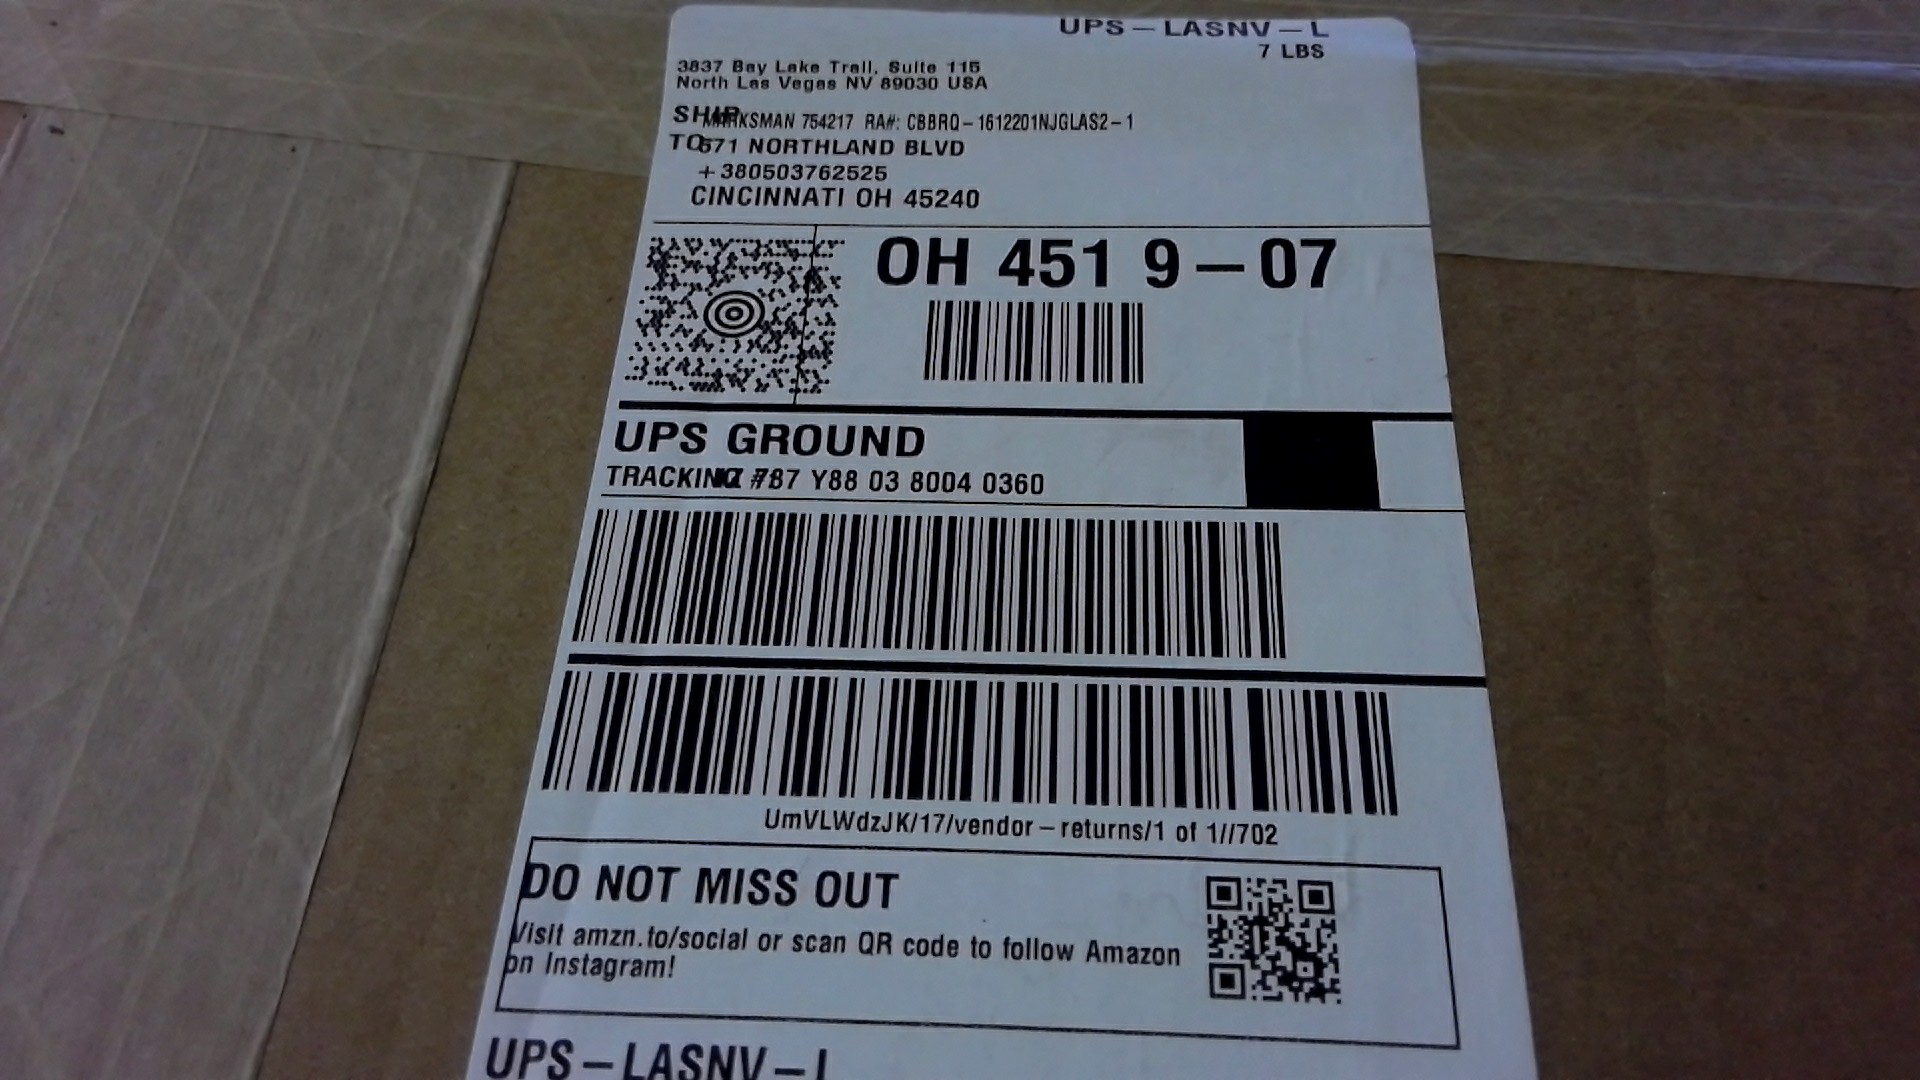 UPS – LASNV – L
7 LBS
3837 Bay Lake Trail, Suite 115
North Las Vegas NV 89030 USA
SHIP
MARKSMAN 754217 RA#: CBBRQ – 1612201NJGLAS2 – 1
TO 571 NORTHLAND BLVD
+380503762525
CINCINNATI OH 45240
OH 451 9 – 07
UPS GROUND
TRACKING #: 787 Y88 03 8004 0360
UmVLWdzJK/17/vendor – returns/1 of 1//702
DO NOT MISS OUT
Visit amzn.to/social or scan QR code to follow Amazon
on Instagram!
UPS – LASNV – L